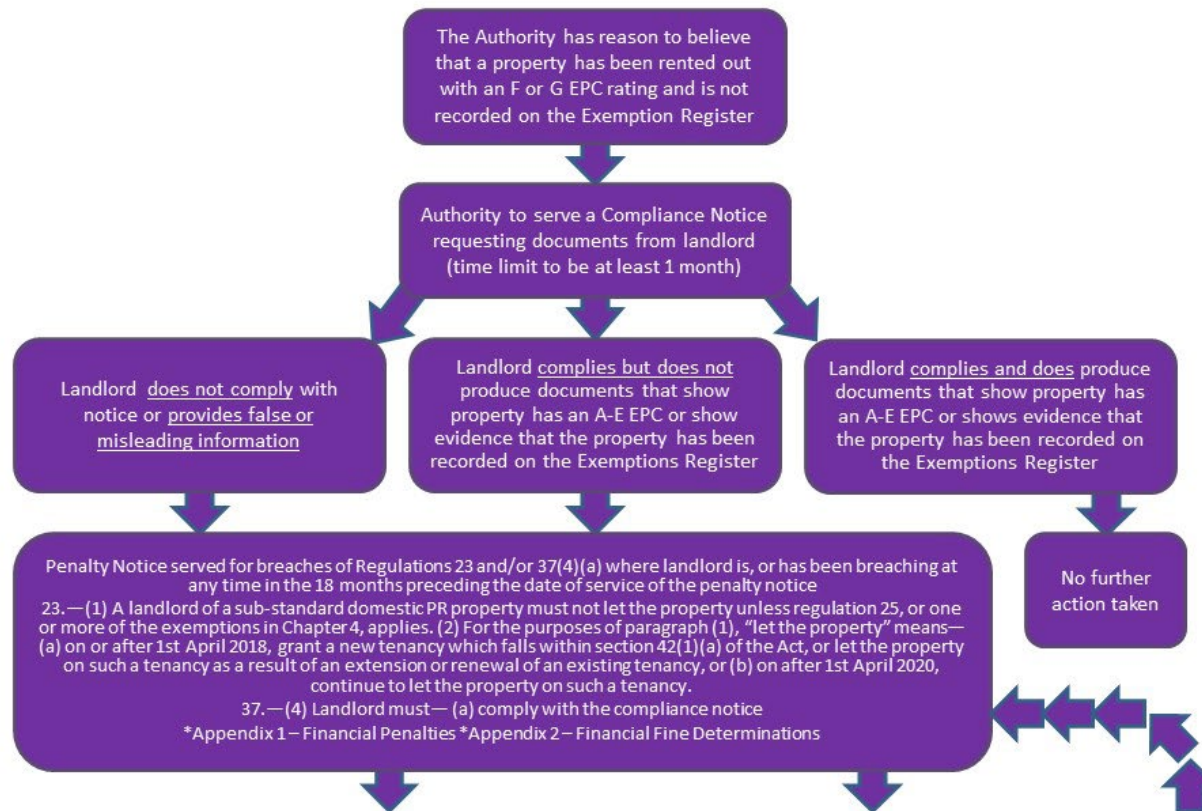 The Authority has reason to believe
that a property has been rented out
with an F or G EPC rating and is not
recorded on the Exemption Register
Authority to serve a Compliance Notice
requesting documents from landlord
(time limit to be at least 1 month)
Landlord does not comply with
notice or provides false or
misleading information
Landlord complies but does not
produce documents that show
property has an A-E EPC or show
evidence that the property has been
recorded on the Exemptions Register
Landlord complies and does produce
documents that show property has
an A-E EPC or shows evidence that
the property has been recorded on
the Exemptions Register
Penalty Notice served for breaches of Regulations 23 and/or 37(4)(a) where landlord is, or has been breaching at
any time in the 18 months preceding the date of service of the penalty notice
23.—(1) A landlord of a sub-standard domestic PR property must not let the property unless regulation 25, or one
or more of the exemptions in Chapter 4, applies. (2) For the purposes of paragraph (1), “let the property” means—
(a) on or after 1st April 2018, grant a new tenancy which falls within section 42(1)(a) of the Act, or let the property
on such a tenancy as a result of an extension or renewal of an existing tenancy, or (b) on after 1st April 2020,
continue to let the property on such a tenancy.
37.—(4) Landlord must— (a) comply with the compliance notice
*Appendix 1 – Financial Penalties *Appendix 2 – Financial Fine Determinations
No further
action taken